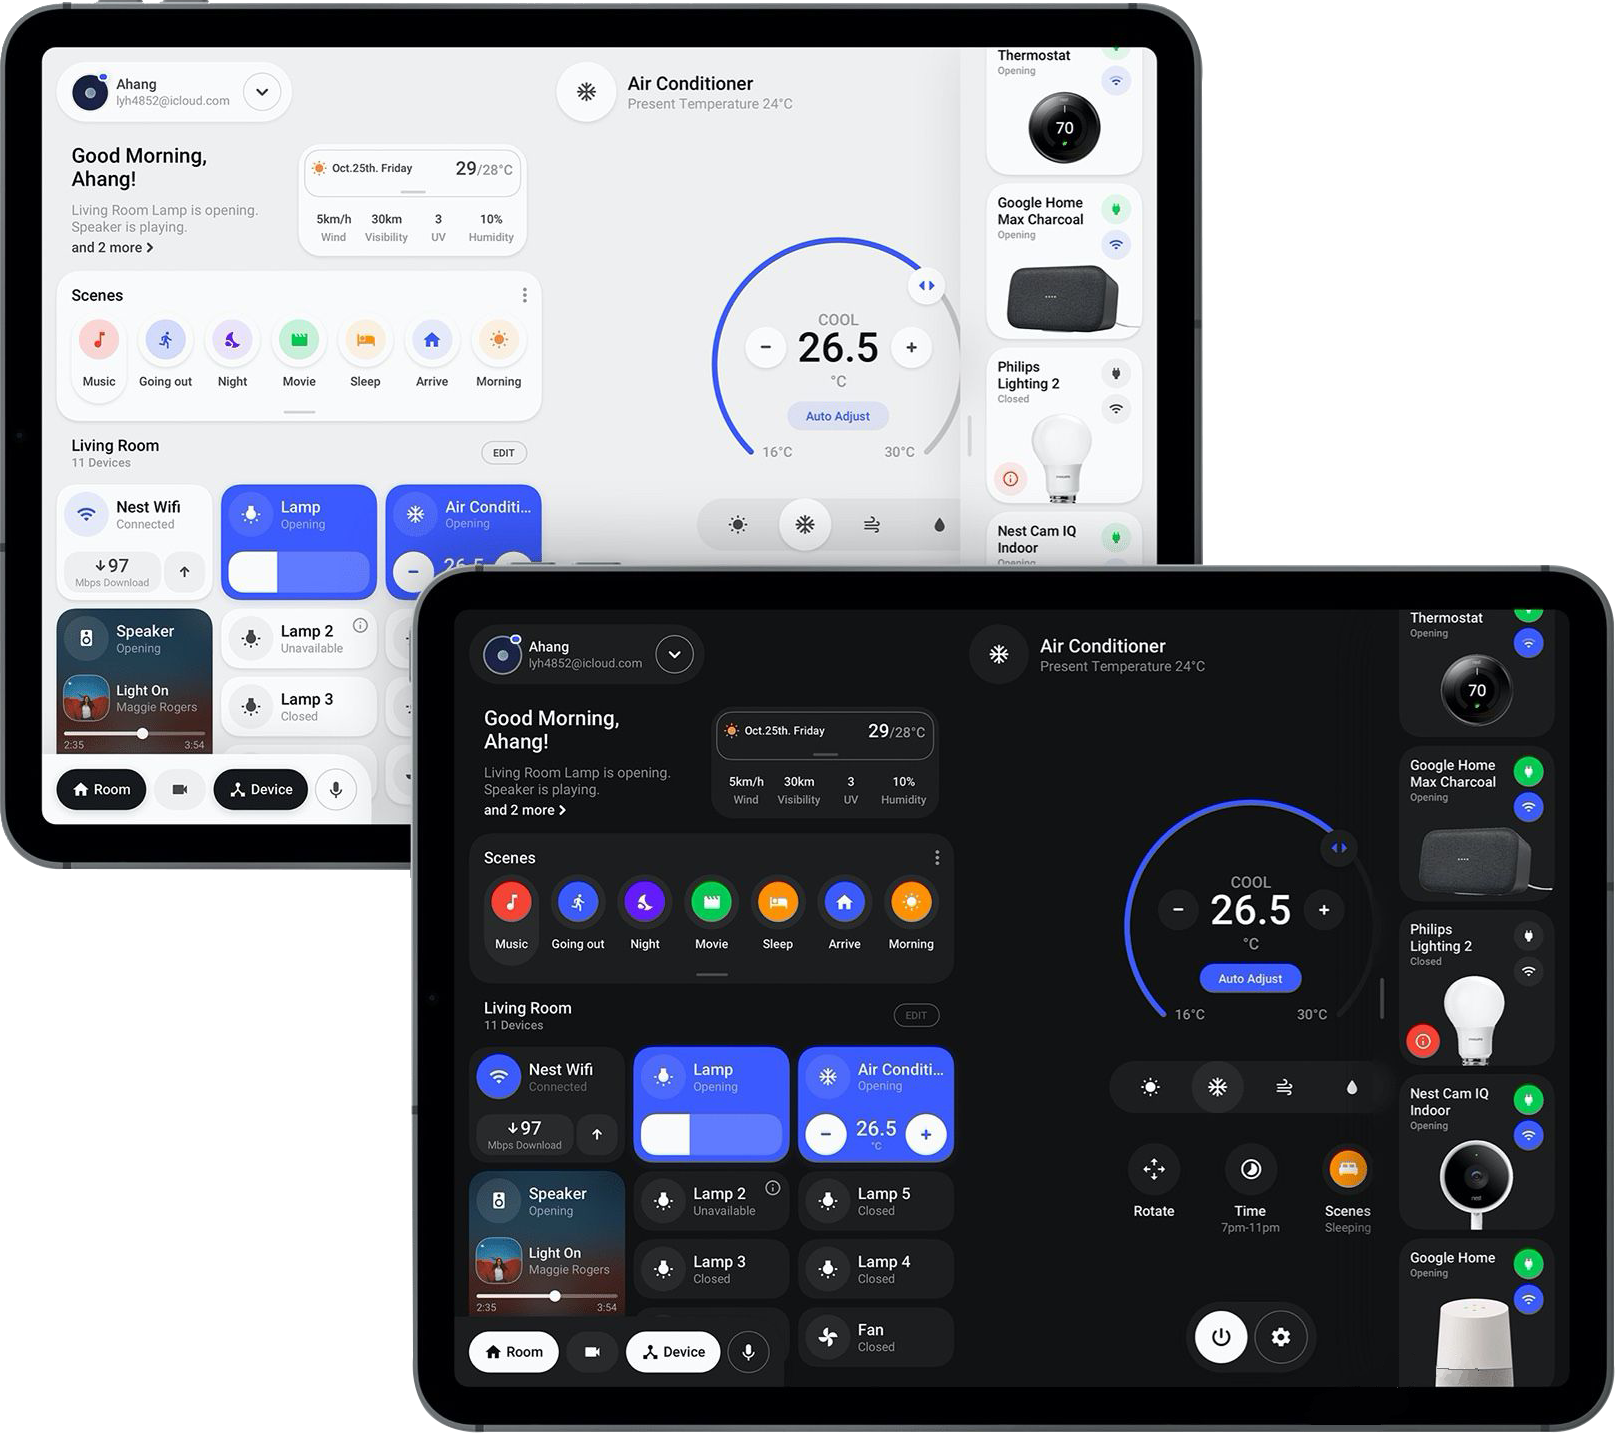 Ahang
lyh4852@icloud.com
Air Conditioner
Present Temperature 24°C
Good Morning,
Ahang!
Living Room Lamp is opening.
Speaker is playing.
and 2 more
Oct.25th. Friday
29/28°C
5km/h 30km 3 10%
Wind Visibility UV Humidity
Scenes
Music Going out Night Movie Sleep Arrive Morning
Living Room
11 Devices
EDIT
Nest Wifi
Connected
97
Mbps Download
Lamp
Opening
Air Conditi...
Opening
26.5
Speaker
Opening
Light On
Maggie Rogers
2:35 3:54
Lamp 2
Unavailable
Lamp 3
Closed
Room
Device
COOL
26.5
°C
Auto Adjust
16°C 30°C
Thermostat
Opening
nest
70
Google Home
Max Charcoal
Opening
Philips
Lighting 2
Closed
PHILIPS
Nest Cam IQ
Indoor
Opening
Ahang
lyh4852@icloud.com
Air Conditioner
Present Temperature 24°C
Good Morning,
Ahang!
Living Room Lamp is opening.
Speaker is playing.
and 2 more
Oct.25th. Friday
29/28°C
5km/h 30km 3 10%
Wind Visibility UV Humidity
Scenes
Music Going out Night Movie Sleep Arrive Morning
Living Room
11 Devices
EDIT
Nest Wifi
Connected
97
Mbps Download
Lamp
Opening
Air Conditi...
Opening
26.5
°C
Speaker
Opening
Light On
Maggie Rogers
2:35 3:54
Lamp 2
Unavailable
Lamp 5
Closed
Lamp 3
Closed
Lamp 4
Closed
Fan
Closed
Room
Device
COOL
26.5
°C
Auto Adjust
16°C 30°C
Rotate
Time
7pm-11pm
Scenes
Sleeping
Thermostat
Opening
nest
70
Google Home
Max Charcoal
Opening
Philips
Lighting 2
Closed
PHILIPS
Nest Cam IQ
Indoor
Opening
nest
Google Home
Opening